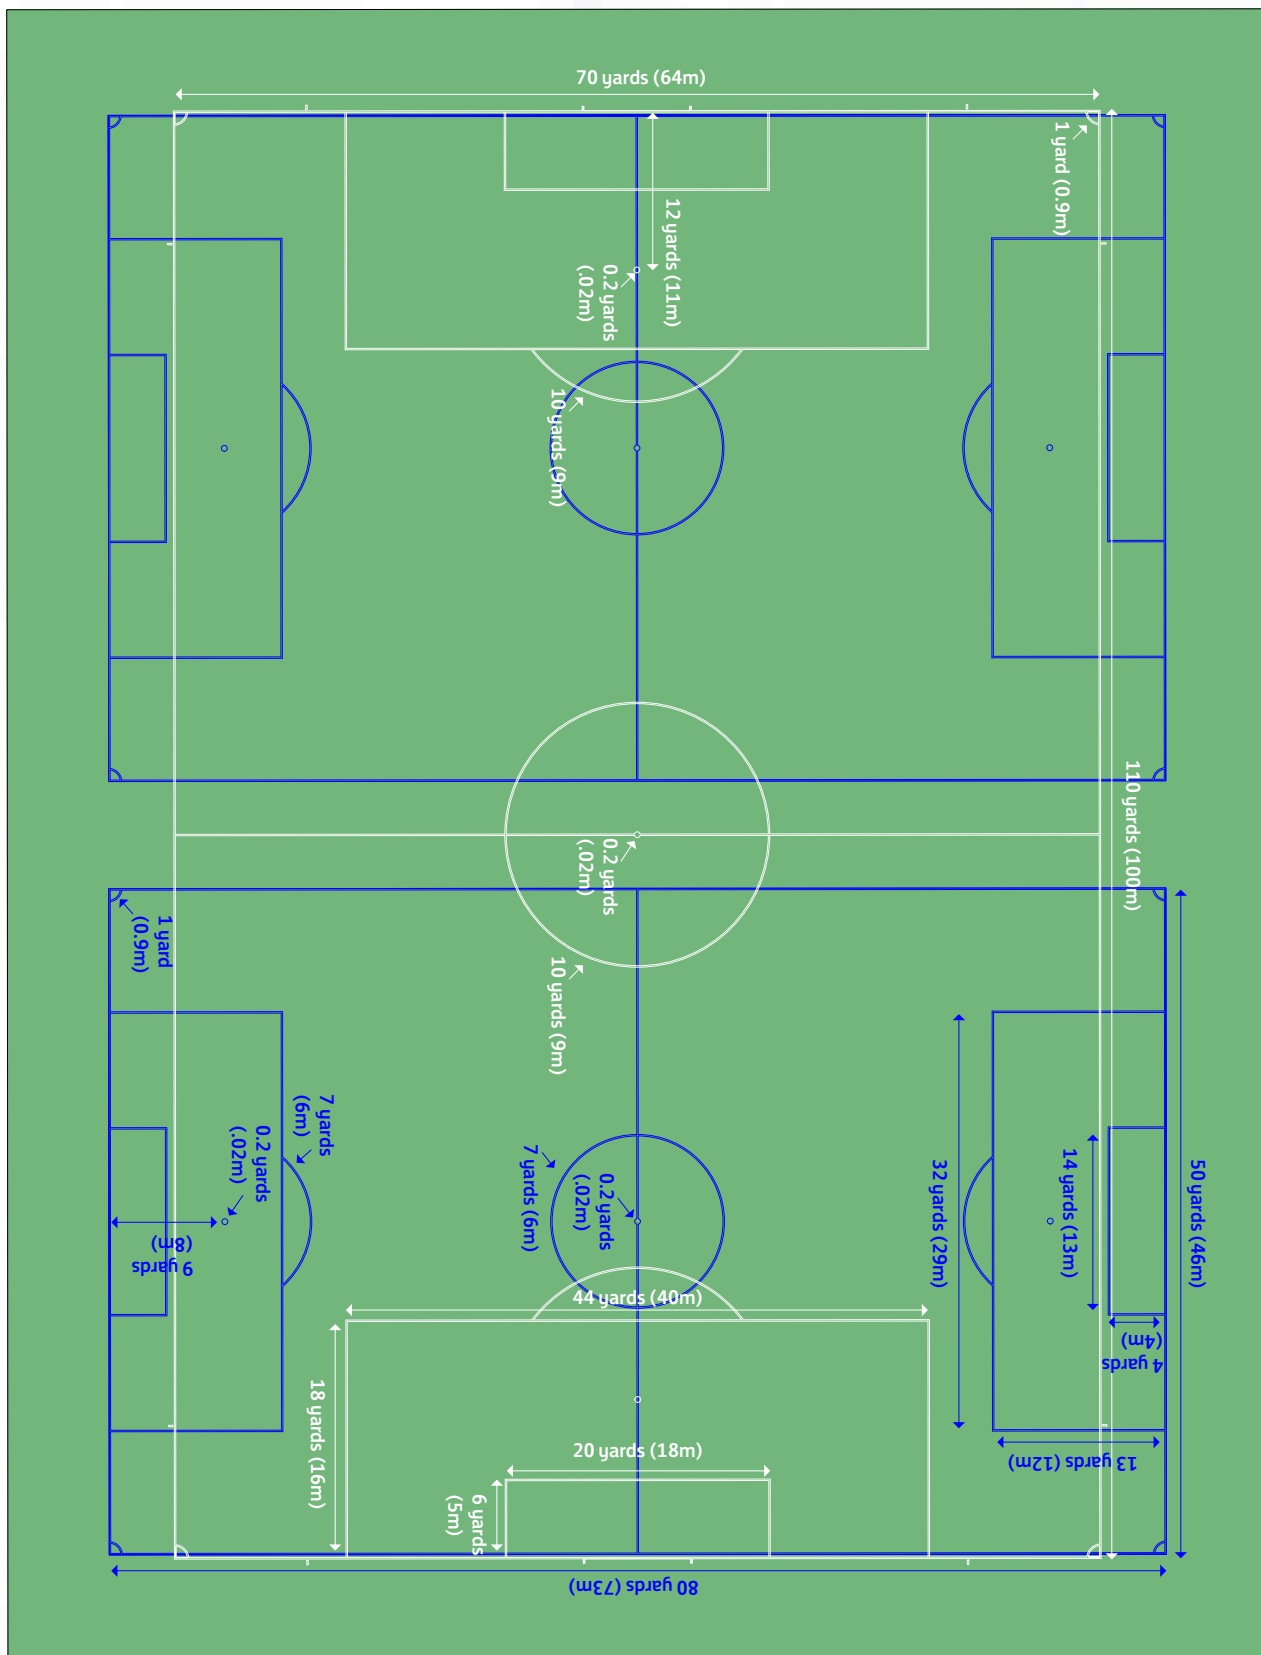 70 yards (64m)
1 yard (0.9m)
12 yards (11m)
0.2 yards
(.02m)
10 yards (9m)
110 yards (100m)
0.2 yards
(.02m)
1 yard
(0.9m)
10 yards (9m)
7 yards
(6m)
0.2 yards
(.02m)
9 yards
(8m)
7 yards (6m)
0.2 yards
(.02m)
32 yards (29m)
14 yards (13m)
50 yards (46m)
4 yards
(4m)
44 yards (40m)
18 yards (16m)
20 yards (18m)
6 yards
(5m)
13 yards (12m)
80 yards (73m)